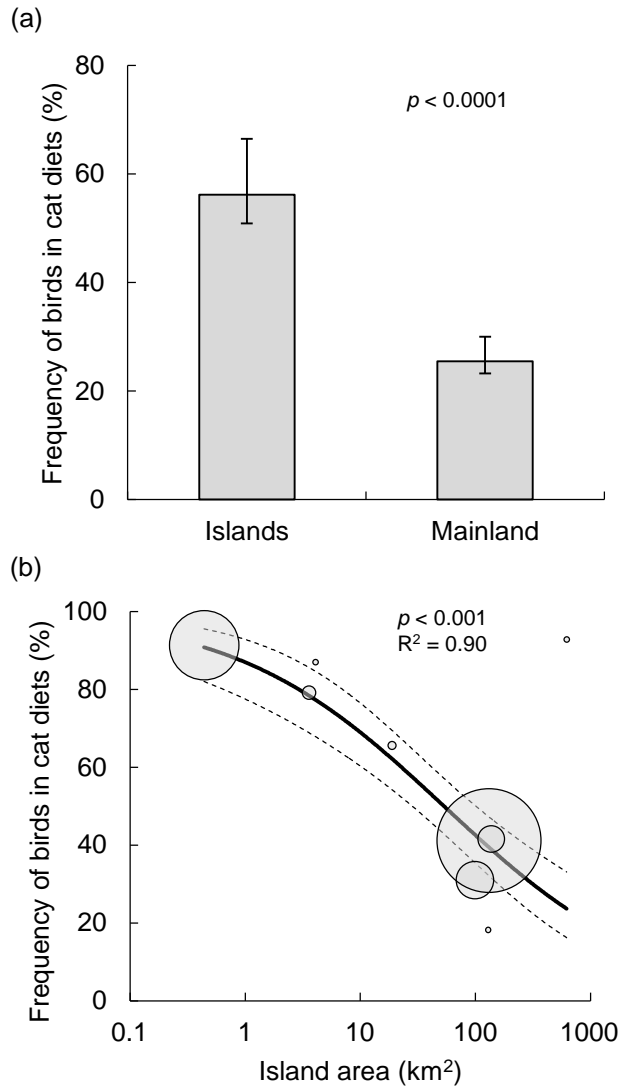 (a)
Frequency of birds in cat diets (%)
80
60
40
20
0
p < 0.0001
Islands Mainland
(b)
Frequency of birds in cat diets (%)
100
80
60
40
20
0
p < 0.001
R² = 0.90
0.1 1 10 100 1000
Island area (km²)